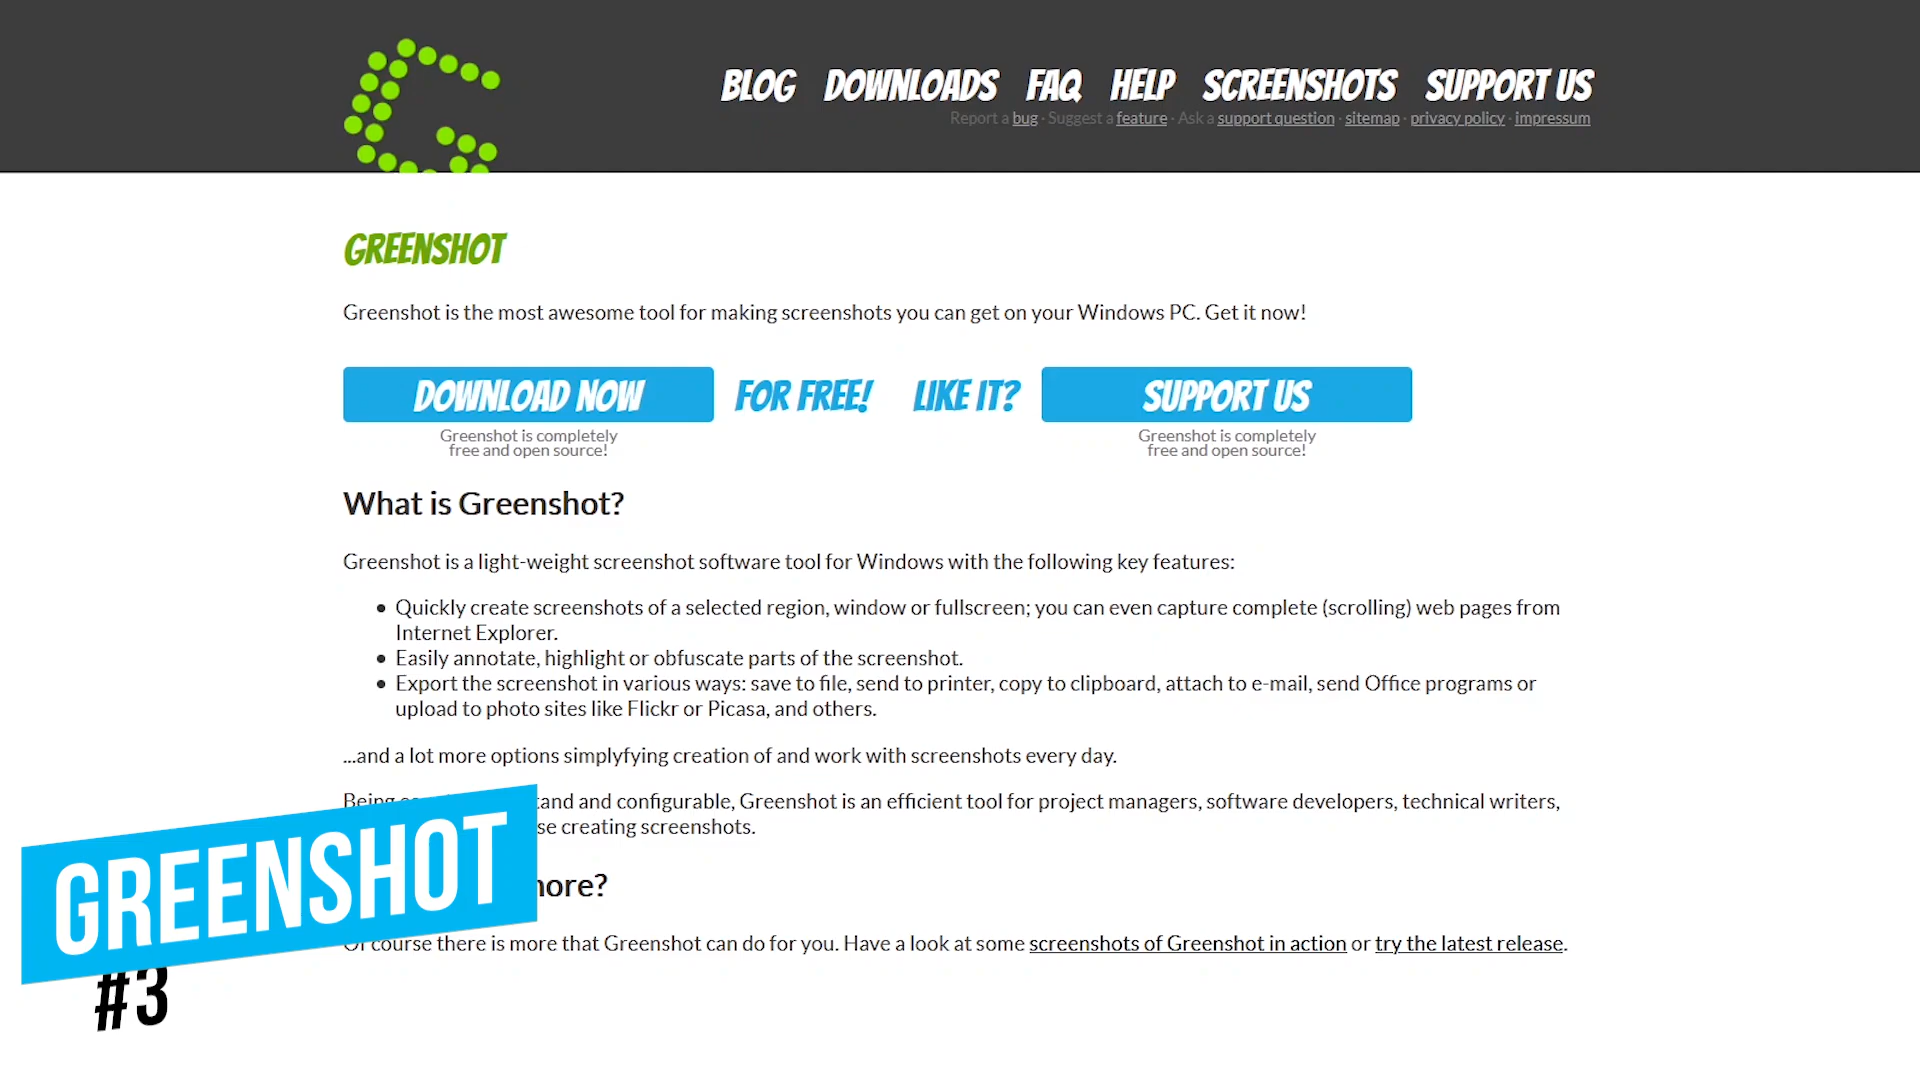 BLOG DOWNLOADS FAQ HELP SCREENSHOTS SUPPORT US
Report a bug · Suggest a feature · Ask a support question · sitemap · privacy policy · impressum
GREENSHOT
Greenshot is the most awesome tool for making screenshots you can get on your Windows PC. Get it now!
DOWNLOAD NOW FOR FREE! LIKE IT? SUPPORT US
Greenshot is completely
free and open source!
Greenshot is completely
free and open source!
What is Greenshot?
Greenshot is a light-weight screenshot software tool for Windows with the following key features:
• Quickly create screenshots of a selected region, window or fullscreen; you can even capture complete (scrolling) web pages from
Internet Explorer.
• Easily annotate, highlight or obfuscate parts of the screenshot.
• Export the screenshot in various ways: save to file, send to printer, copy to clipboard, attach to e-mail, send Office programs or
upload to photo sites like Flickr or Picasa, and others.
...and a lot more options simplyfying creation of and work with screenshots every day.
Being and and configurable, Greenshot is an efficient tool for project managers, software developers, technical writers,
se creating screenshots.
more?
Of course there is more that Greenshot can do for you. Have a look at some screenshots of Greenshot in action or try the latest release.
GREENSHOT
#3